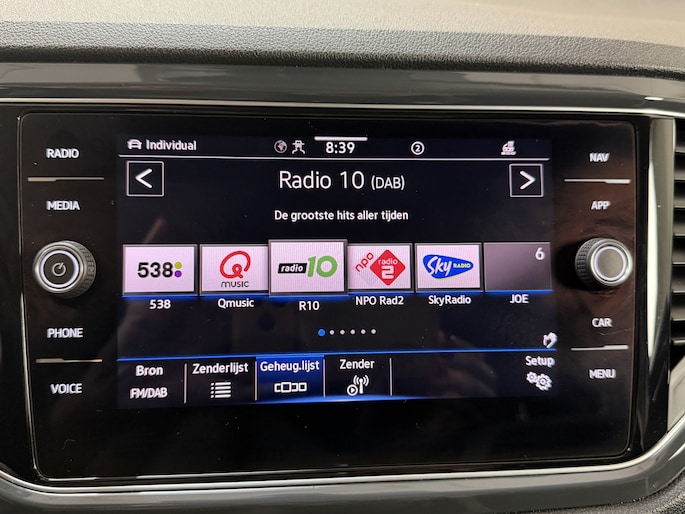 RADIO
MEDIA
PHONE
VOICE
Individual
8:39
2
Radio 10 (DAB)
De grootste hits aller tijden
538
Q
MUSIC
radio 10
npo
radio
2
Sky RADIO
6
538
Qmusic
R10
NPO Rad2
SkyRadio
JOE
Bron
FM/DAB
Zenderlijst
Geheug.lijst
Zender
Setup
NAV
APP
CAR
MENU